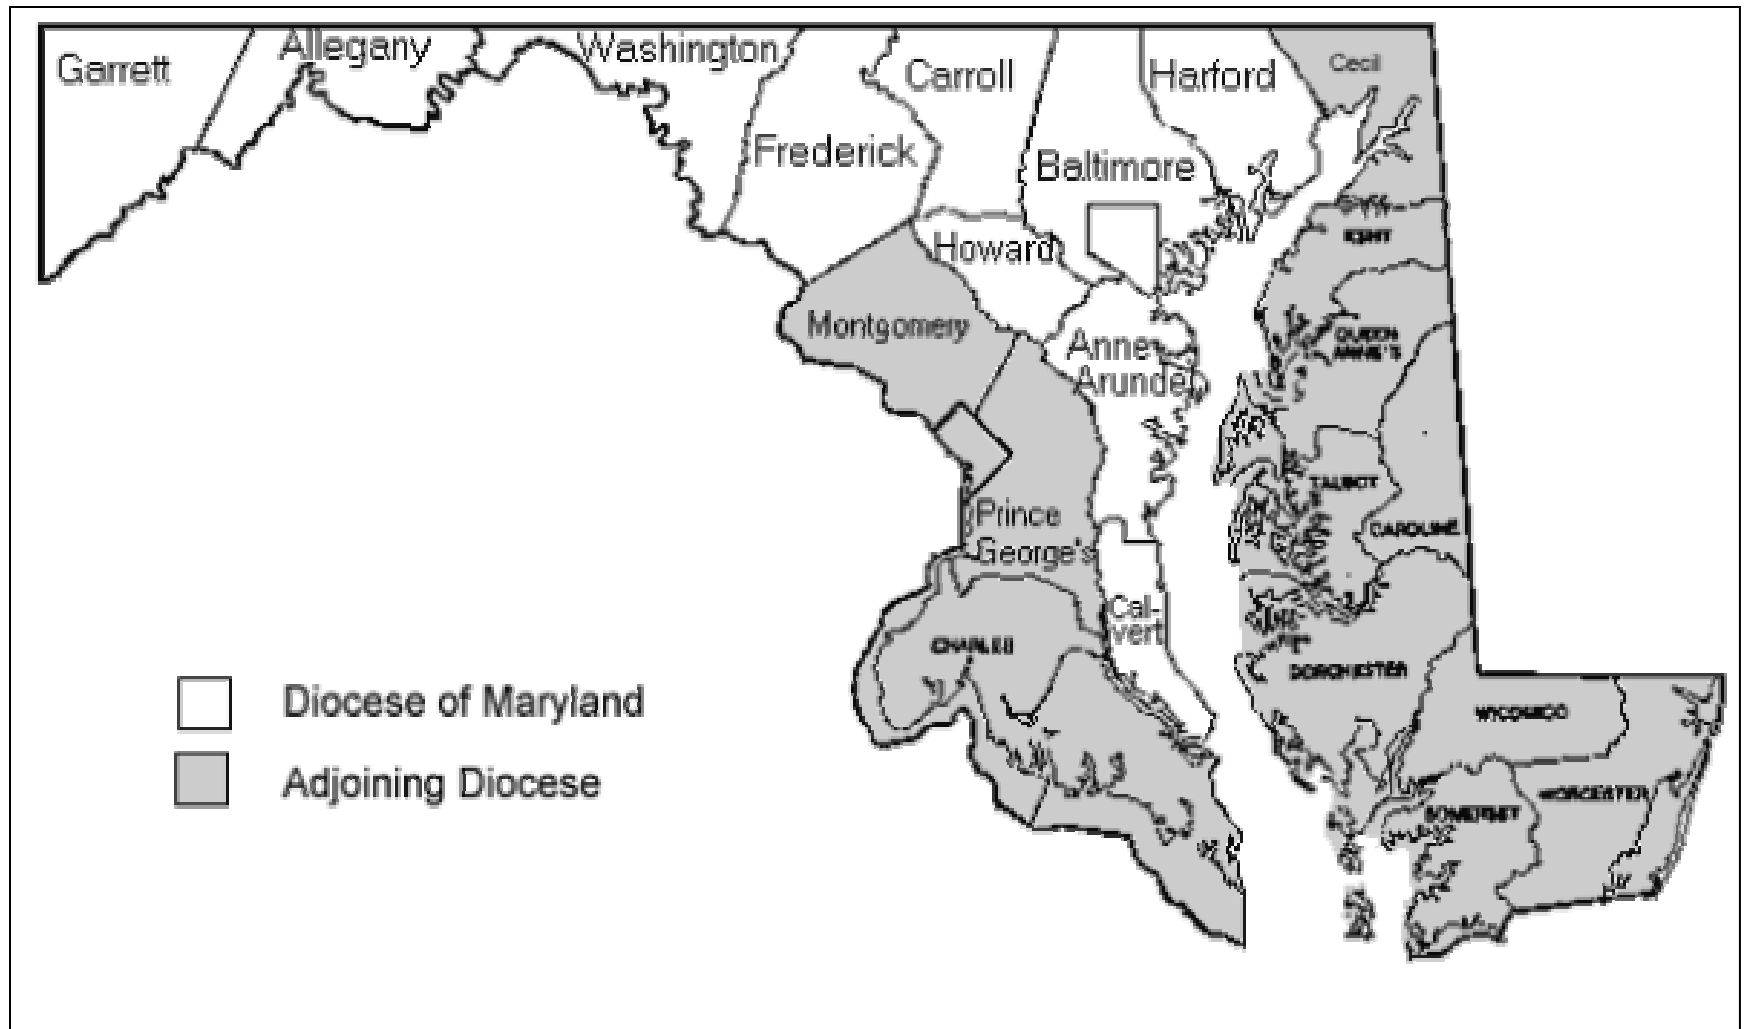 Garrett
Allegany
Washington
Carroll
Harford
Cecil
Frederick
Baltimore
KENT
Howard
Montgomery
QUEEN
ANNE'S
Anne
Arundel
TALBOT
Prince
CAROLINE
George's
Cal-
vert
CHARLES
DORCHESTER
Diocese of Maryland
WICOMICO
Adjoining Diocese
WORCESTER
SOMERSET